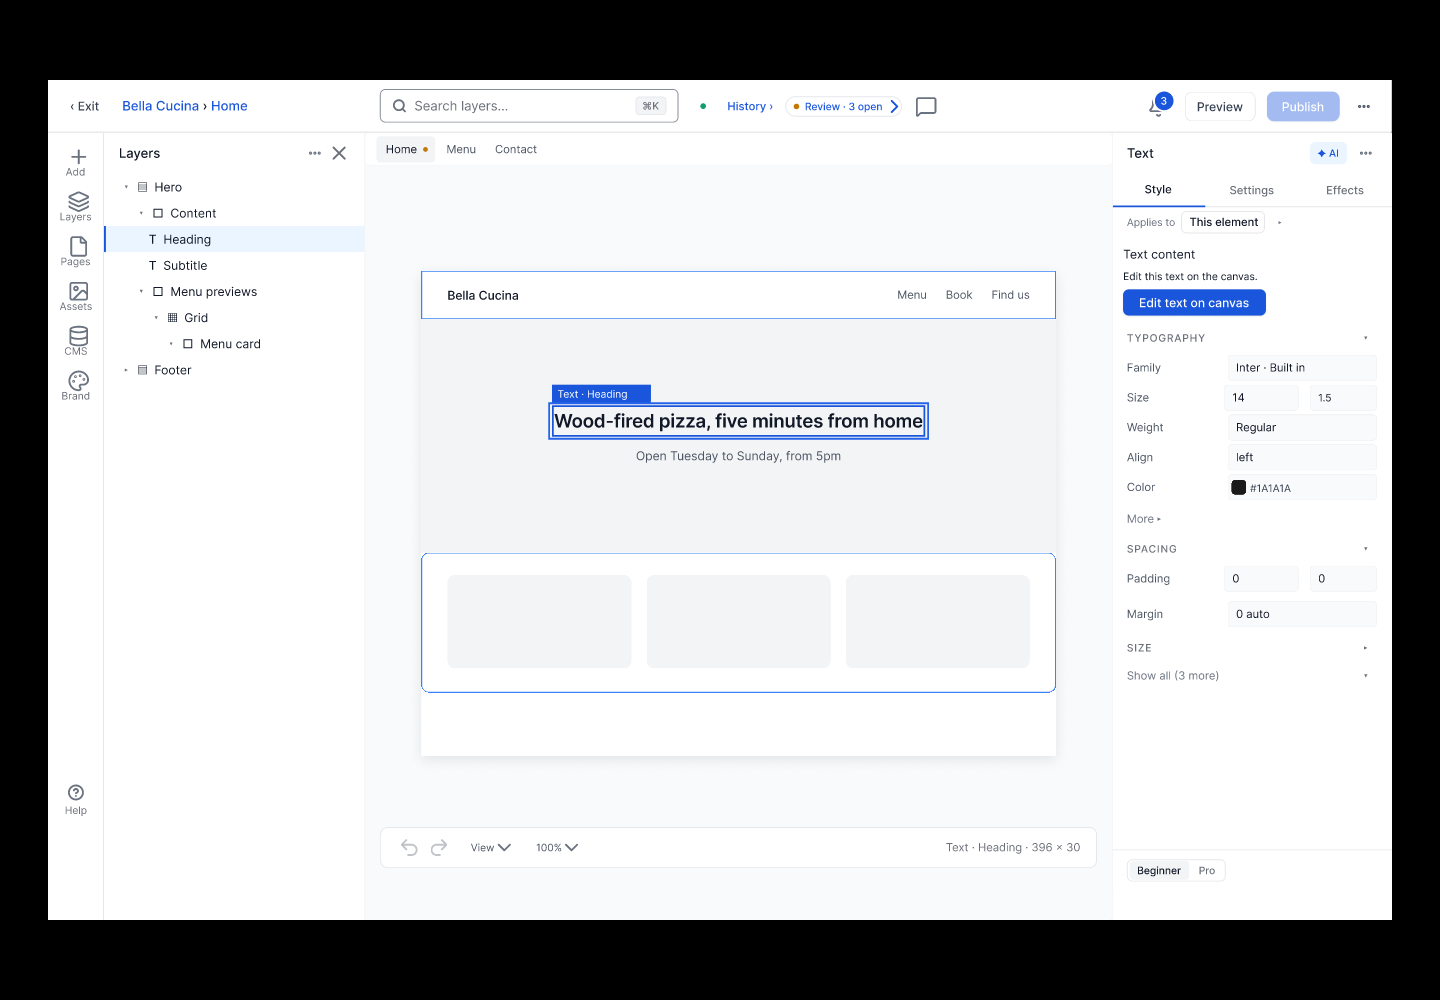 ‹ Exit
Bella Cucina › Home
Search layers...
⌘K
History ›
Review · 3 open
3
Preview
Publish
Add
Layers
Pages
Assets
CMS
Brand
Help
Layers
Hero
Content
T Heading
T Subtitle
Menu previews
Grid
Menu card
Footer
Home
Menu
Contact
Bella Cucina
Menu
Book
Find us
Text · Heading
Wood-fired pizza, five minutes from home
Open Tuesday to Sunday, from 5pm
View
100%
Text · Heading · 396 × 30
Text
AI
Style
Settings
Effects
Applies to
This element
Text content
Edit this text on the canvas.
Edit text on canvas
TYPOGRAPHY
Family
Inter · Built in
Size
14
1.5
Weight
Regular
Align
left
Color
#1A1A1A
More
SPACING
Padding
0
0
Margin
0 auto
SIZE
Show all (3 more)
Beginner
Pro